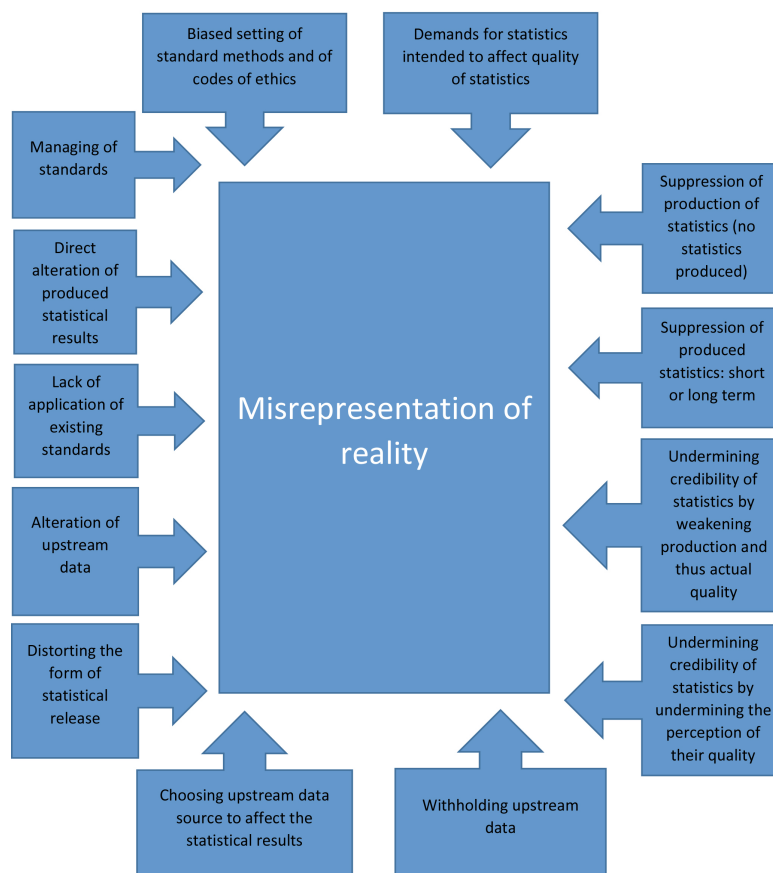 Biased setting of
standard methods and of
codes of ethics
Demands for statistics
intended to affect quality
of statistics
Managing of
standards
Direct
alteration of
produced
statistical
results
Lack of
application of
existing
standards
Alteration of
upstream
data
Distorting the
form of
statistical
release
Misrepresentation of
reality
Suppression of
production of
statistics (no
statistics
produced)
Suppression of
produced
statistics: short
or long term
Undermining
credibility of
statistics by
weakening
production and
thus actual
quality
Undermining
credibility of
statistics by
undermining the
perception of
their quality
Choosing upstream data
source to affect the
statistical results
Withholding upstream
data